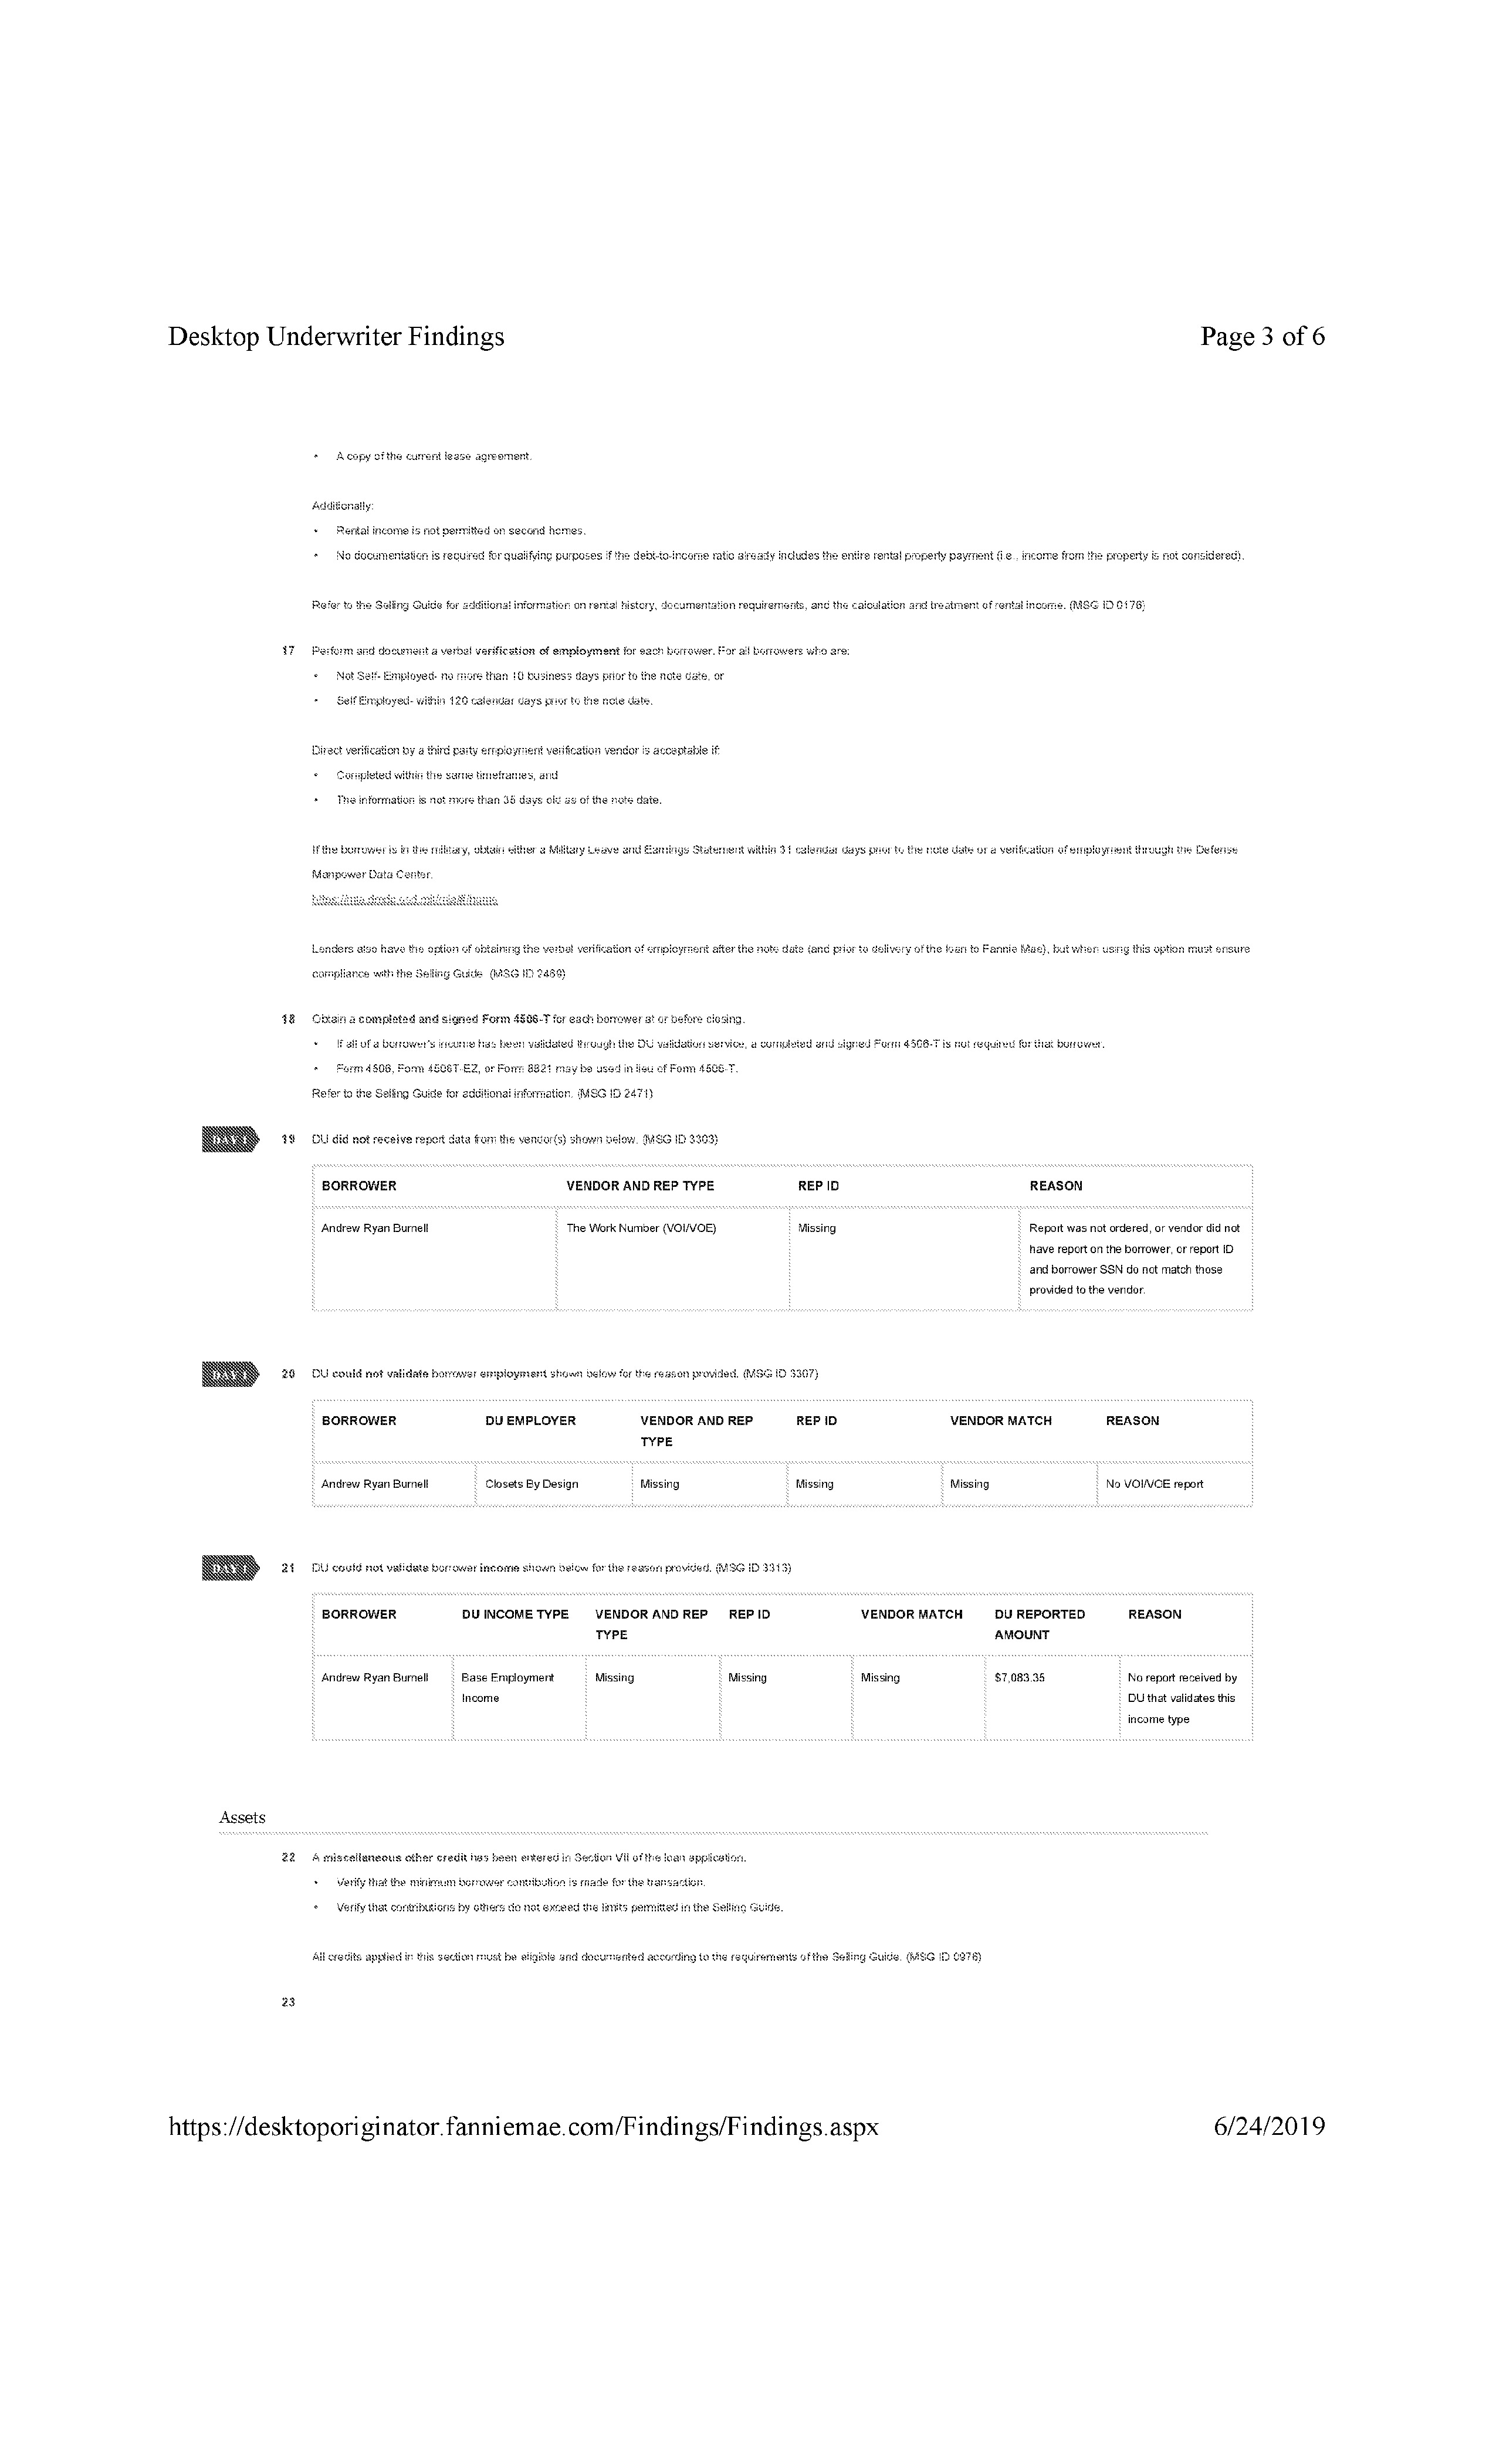 Desktop Underwriter Findings Page 3 of 6
• A copy of the current lease agreement.
Additionally:
• Rental income is not permitted on second homes.
• No documentation is required for qualifying purposes if the debt-to-income ratio already includes the entire rental property payment (i.e., income from the property is not considered).
Refer to the Selling Guide for additional information on rental history, documentation requirements, and the calculation and treatment of rental income. (MSG ID 0176)
17 Perform and document a verbal verification of employment for each borrower. For all borrowers who are:
• Not Self- Employed- no more than 10 business days prior to the note date, or
• Self Employed- within 120 calendar days prior to the note date.
Direct verification by a third party employment verification vendor is acceptable if:
• Completed within the same timeframes, and
• The information is not more than 35 days old as of the note date.
If the borrower is in the military, obtain either a Military Leave and Earnings Statement within 31 calendar days prior to the note date or a verification of employment through the Defense
Manpower Data Center.
Lenders also have the option of obtaining the verbal verification of employment after the note date (and prior to delivery of the loan to Fannie Mae), but when using this option must ensure
compliance with the Selling Guide (MSG ID 2469)
18 Obtain a completed and signed Form 4506-T for each borrower at or before closing.
• If all of a borrower's income has been validated through the DU validation service, a completed and signed Form 4506-T is not required for that borrower.
• Form 4506, Form 4506T-EZ, or Form 8821 may be used in lieu of Form 4506-T.
Refer to the Selling Guide for additional information. (MSG ID 2471)
DAY 1 19 DU did not receive report data from the vendor(s) shown below. (MSG ID 3303)
BORROWER VENDOR AND REP TYPE REP ID REASON
Andrew Ryan Burnell The Work Number (VOI/VOE) Missing Report was not ordered, or vendor did not
have report on the borrower, or report ID
and borrower SSN do not match those
provided to the vendor.
DAY 1 20 DU could not validate borrower employment shown below for the reason provided. (MSG ID 3307)
BORROWER DU EMPLOYER VENDOR AND REP REP ID VENDOR MATCH REASON
TYPE
Andrew Ryan Burnell Closets By Design Missing Missing Missing No VOI/VOE report
DAY 1 21 DU could not validate borrower income shown below for the reason provided. (MSG ID 3313)
BORROWER DU INCOME TYPE VENDOR AND REP REP ID VENDOR MATCH DU REPORTED REASON
TYPE AMOUNT
Andrew Ryan Burnell Base Employment Missing Missing Missing $7,083.35 No report received by
Income DU that validates this
income type
Assets
22 A miscellaneous other credit has been entered in Section VII of the loan application.
• Verify that the minimum borrower contribution is made for the transaction.
• Verify that contributions by others do not exceed the limits permitted in the Selling Guide.
All credits applied in this section must be eligible and documented according to the requirements of the Selling Guide. (MSG ID 0976)
23
https://desktoporiginator.fanniemae.com/Findings/Findings.aspx 6/24/2019